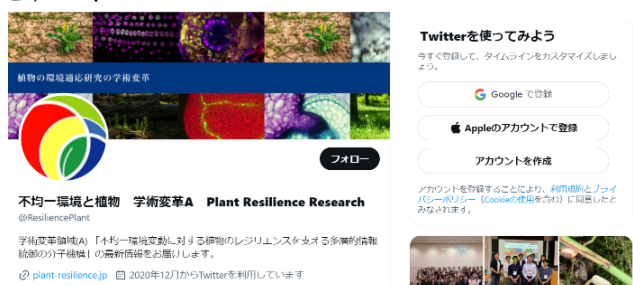 植物の環境適応研究の学術変革
フォロー
不均一環境と植物 学術変革A Plant Resilience Research
@ResiliencePlant
学術変革領域(A) 「不均一環境変動に対する植物のレジリエンスを支える多層的情報
統御の分子機構」の最新情報をお届けします。
plant-resilience.jp 2020年12月からTwitterを利用しています
Twitterを使ってみよう
今すぐ登録して、タイムラインをカスタマイズしまし
ょう。
Google で登録
Appleのアカウントで登録
アカウントを作成
アカウントを登録することにより、利用規約とプライ
バシーポリシー（Cookieの使用を含む）に同意したと
みなされます。